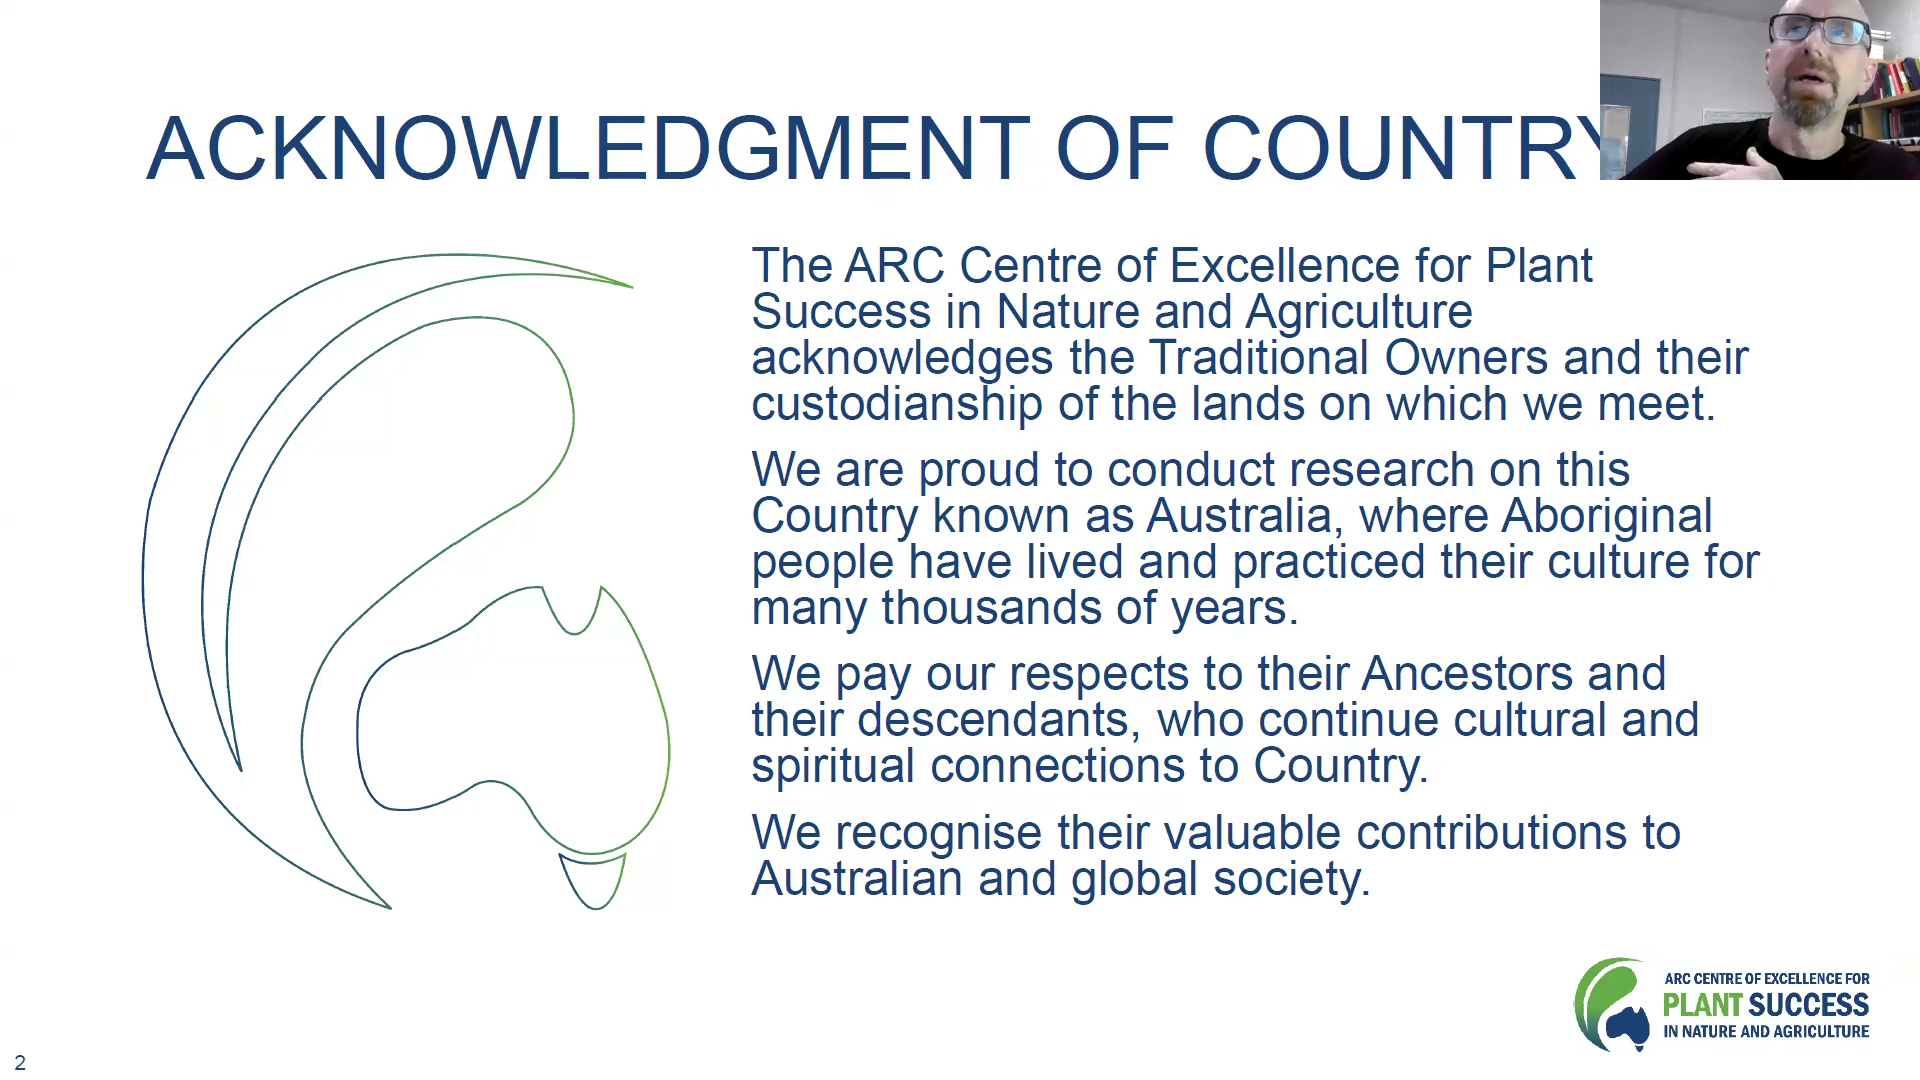 ACKNOWLEDGMENT OF COUNTRY
The ARC Centre of Excellence for Plant
Success in Nature and Agriculture
acknowledges the Traditional Owners and their
custodianship of the lands on which we meet.
We are proud to conduct research on this
Country known as Australia, where Aboriginal
people have lived and practiced their culture for
many thousands of years.
We pay our respects to their Ancestors and
their descendants, who continue cultural and
spiritual connections to Country.
We recognise their valuable contributions to
Australian and global society.
ARC CENTRE OF EXCELLENCE FOR
PLANT SUCCESS
IN NATURE AND AGRICULTURE
2